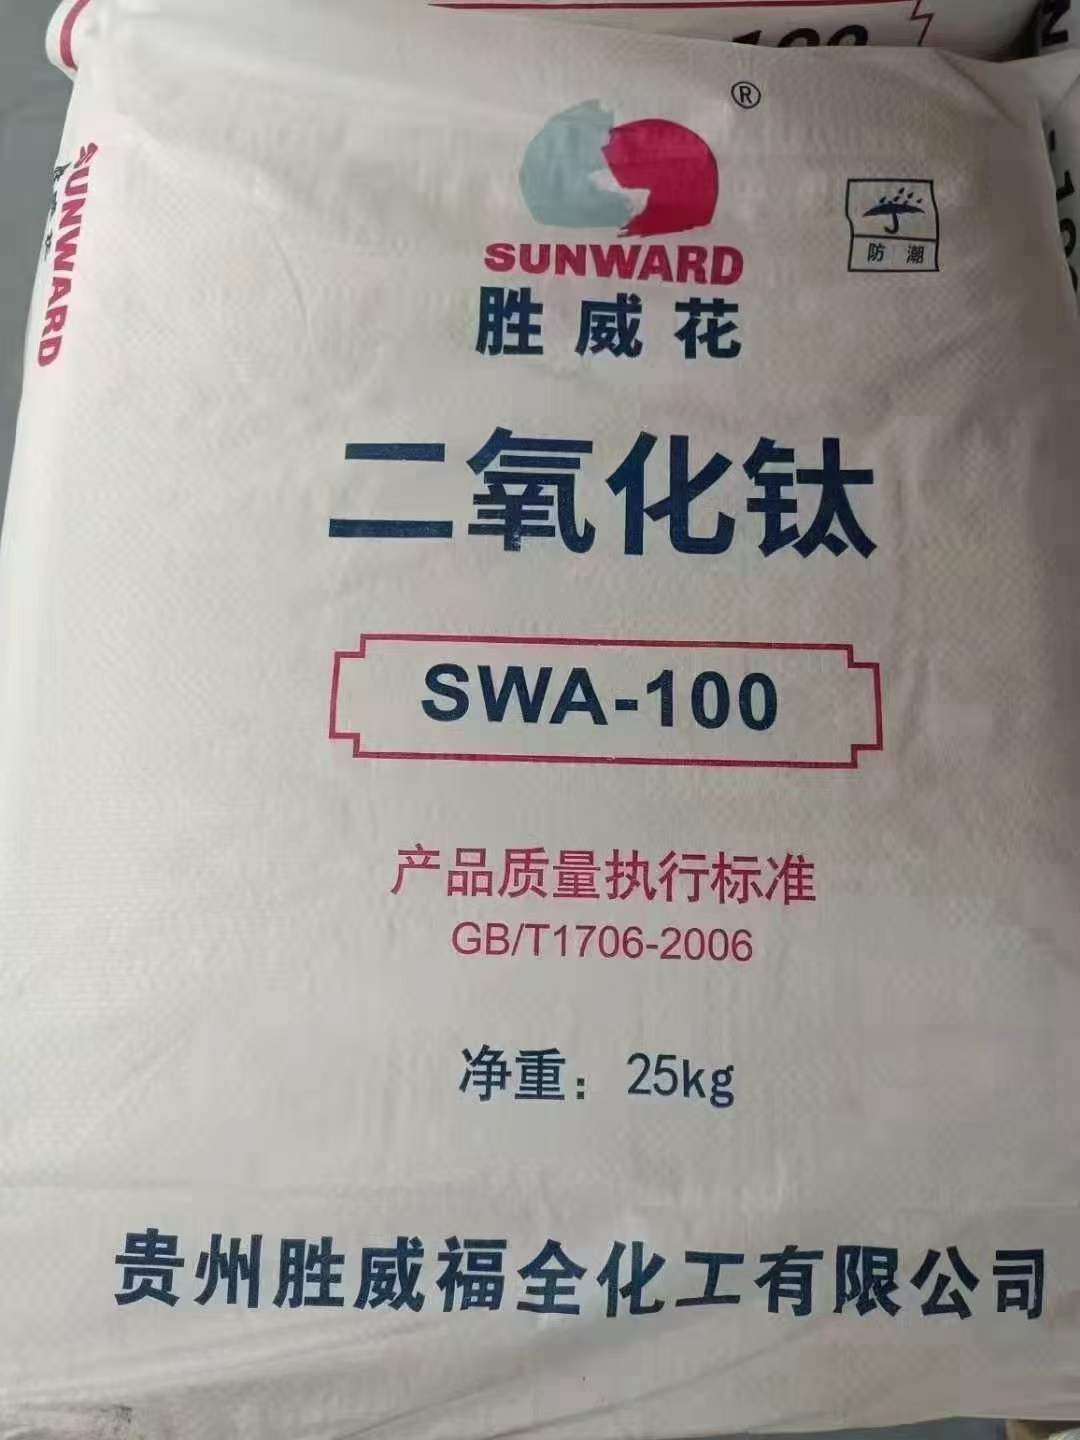 ®
SUNWARD
胜威花
防潮
SUNWARD
二氧化钛
SWA-100
产品质量执行标准
GB/T1706-2006
净重：25kg
贵州胜威福全化工有限公司